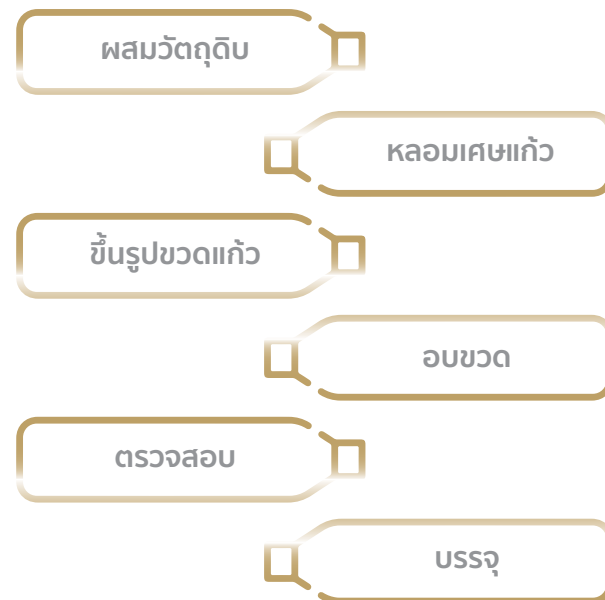 ผสมวัตถุดิบ
หลอมเศษแก้ว
ขึ้นรูปขวดแก้ว
อบขวด
ตรวจสอบ
บรรจุ